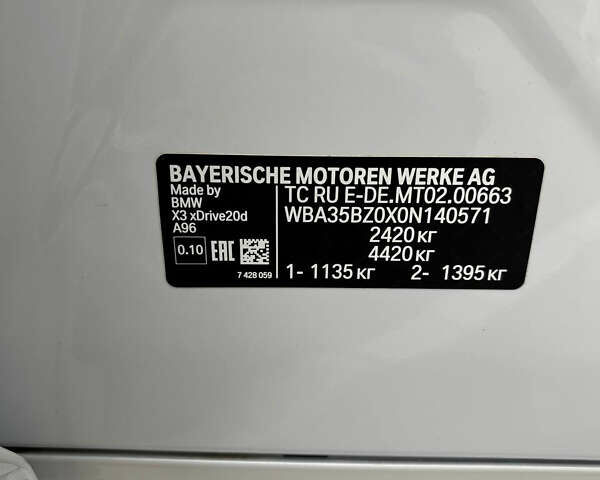 BAYERISCHE MOTOREN WERKE AG
Made by
BMW
X3 xDrive20d
A96
TC RU E-DE.MT02.00663
WBA35BZ0X0N140571
2420 кг
4420 кг
1- 1135 кг 2- 1395 кг
0.10 EAC
7 428 059